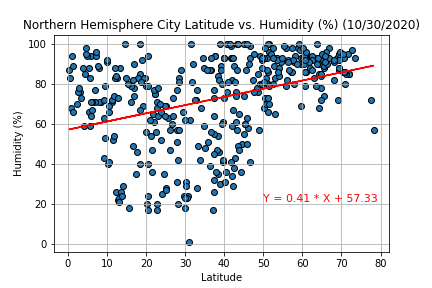 Northern Hemisphere City Latitude vs. Humidity (%) (10/30/2020)
100
80
60
40
20
0
Humidity (%)
Y = 0.41 * X + 57.33
0 10 20 30 40 50 60 70 80
Latitude